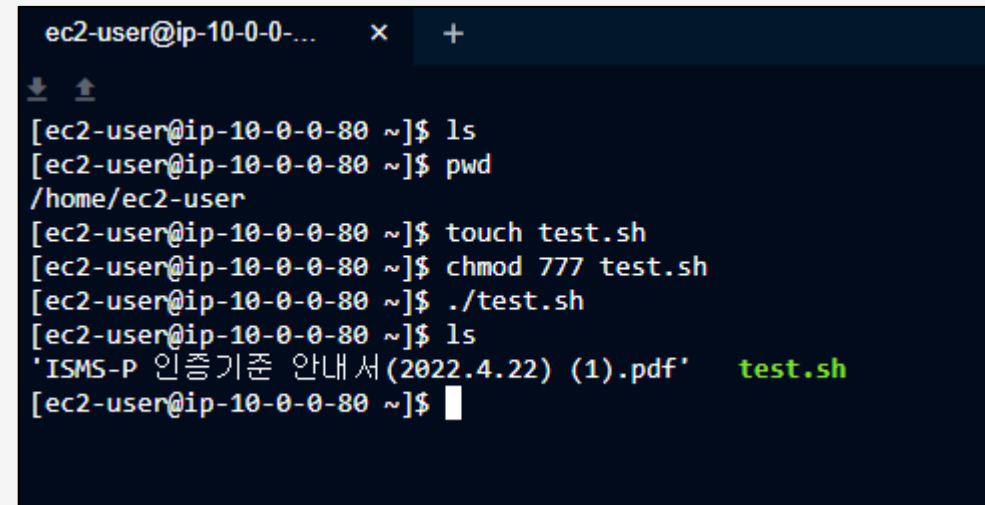 ec2-user@ip-10-0-0-... × +
[ec2-user@ip-10-0-0-80 ~]$ ls
[ec2-user@ip-10-0-0-80 ~]$ pwd
/home/ec2-user
[ec2-user@ip-10-0-0-80 ~]$ touch test.sh
[ec2-user@ip-10-0-0-80 ~]$ chmod 777 test.sh
[ec2-user@ip-10-0-0-80 ~]$ ./test.sh
[ec2-user@ip-10-0-0-80 ~]$ ls
'ISMS-P 인증기준 안내서(2022.4.22) (1).pdf' test.sh
[ec2-user@ip-10-0-0-80 ~]$